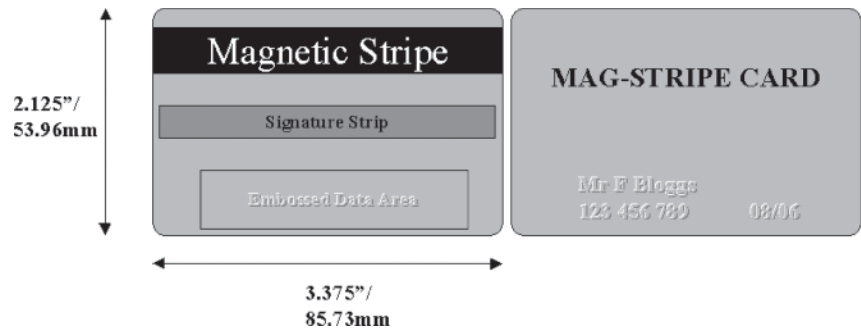 Magnetic Stripe
2.125”/
53.96mm
Signature Strip
Embossed Data Area
3.375”/
85.73mm
MAG-STRIPE CARD
Mr F Bloggs
123 456 789 08/06